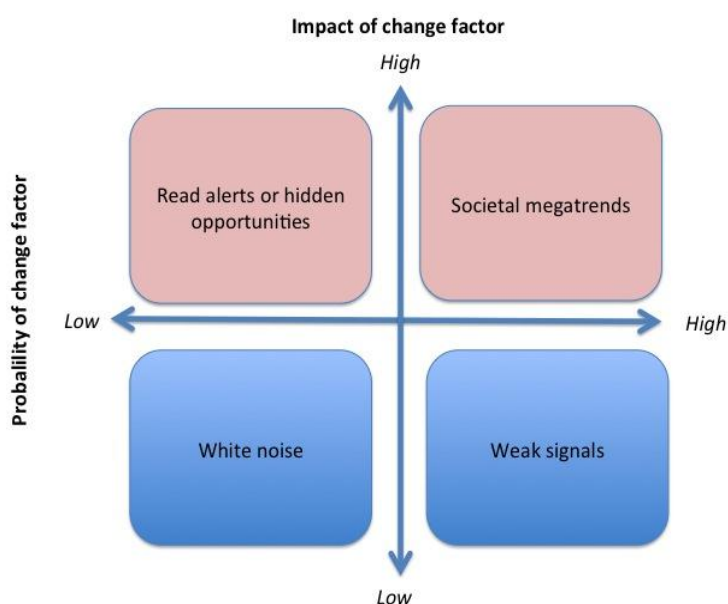 Impact of change factor
High
Read alerts or hidden
opportunities
Societal megatrends
Probalility of change factor
Low
High
White noise
Weak signals
Low